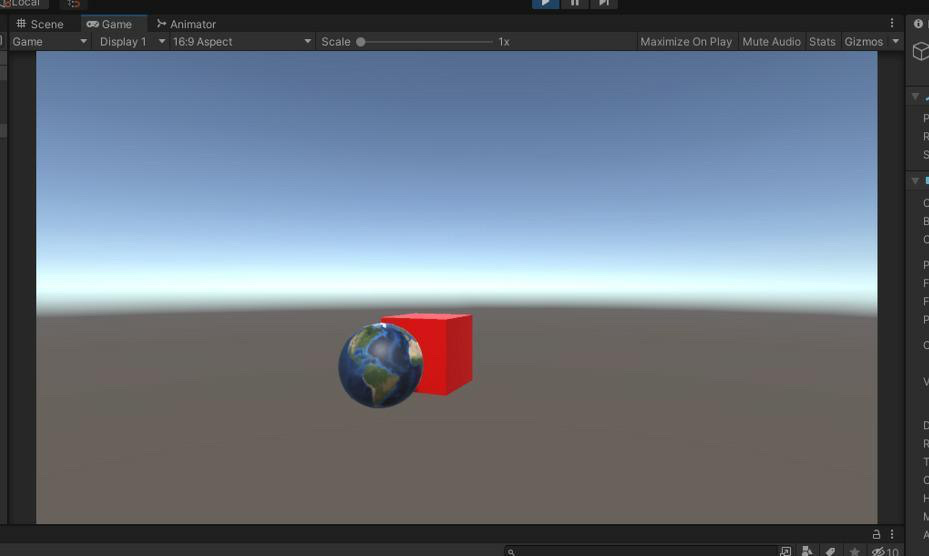 Local
Scene Game Animator
Game Display 1 16:9 Aspect Scale 1x Maximize On Play Mute Audio Stats Gizmos
P
R
S
C
B
C
P
F
F
P
C
V
D
R
T
C
H
M
A
10